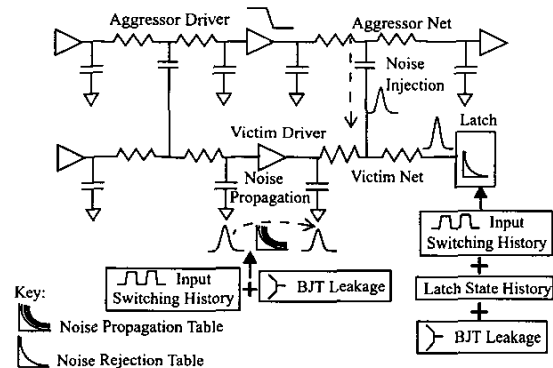 Aggressor Driver
Aggressor Net
Noise
Injection
Latch
Victim Driver
Noise
Propagation
Victim Net
Input
Switching History
+
BJT Leakage
Input
Switching History
+
Latch State History
+
BJT Leakage
Key:
Noise Propagation Table
Noise Rejection Table